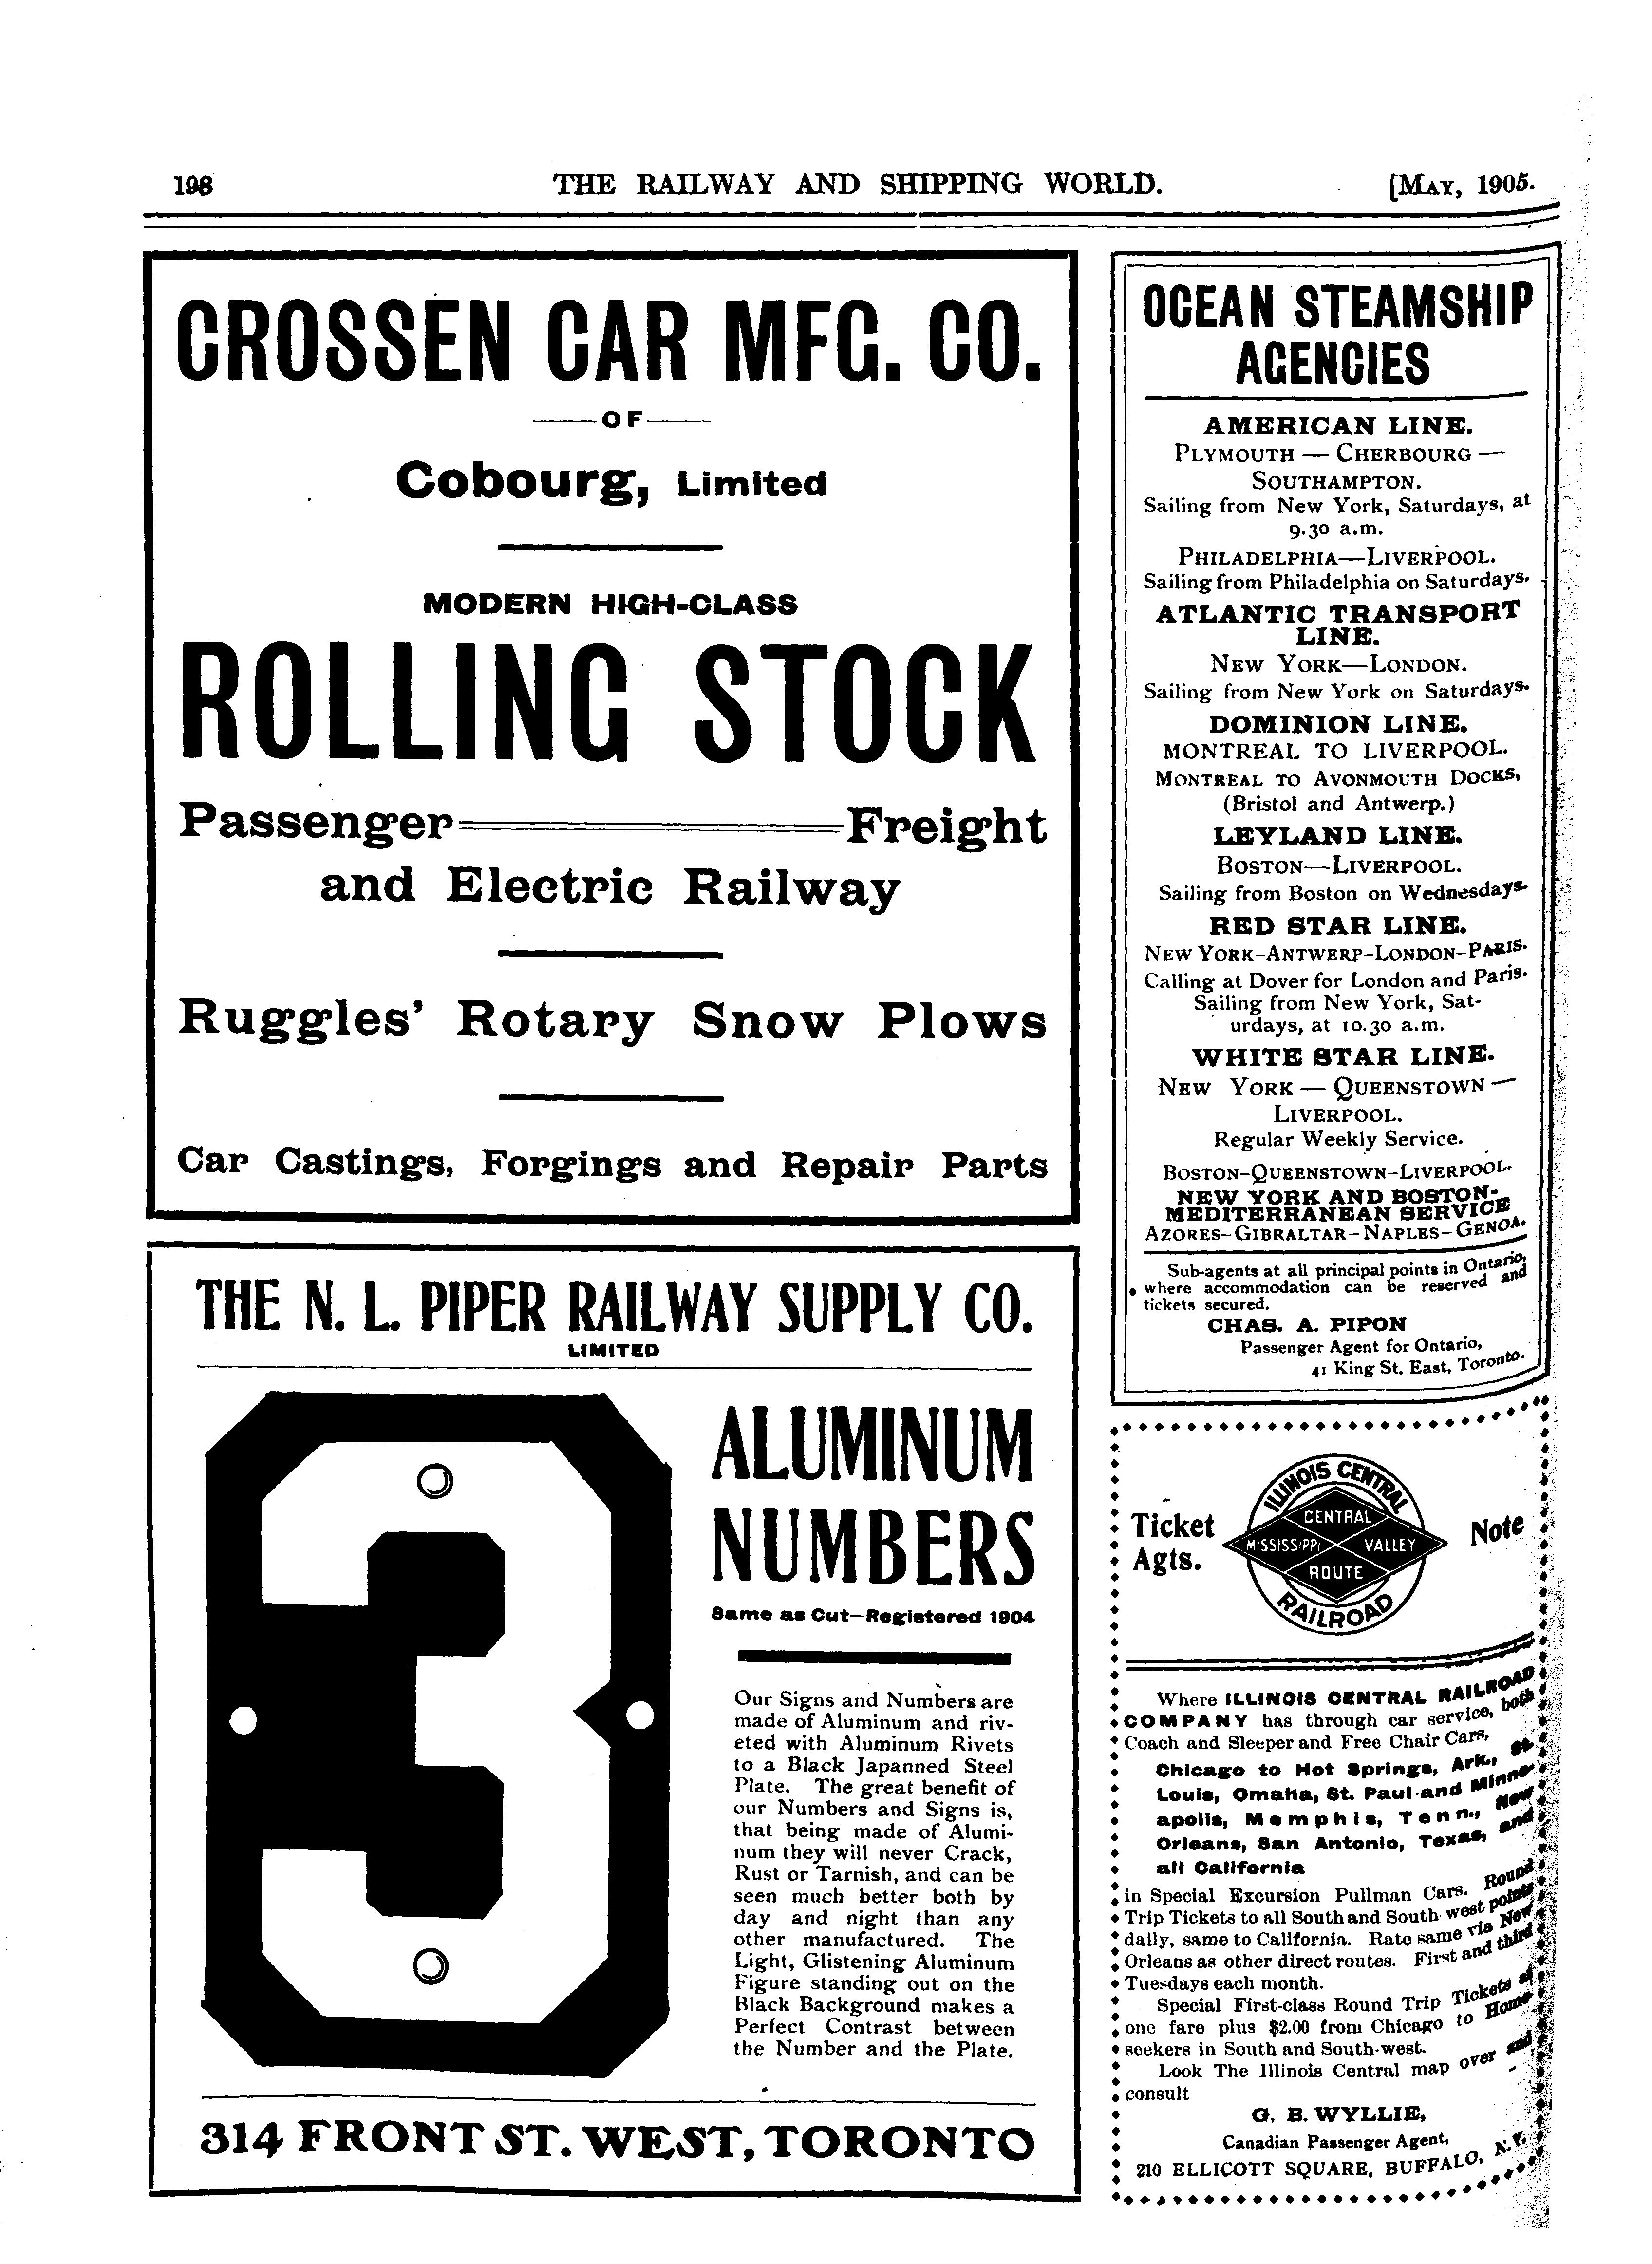 198 THE RAILWAY AND SHIPPING WORLD. [MAY, 1905.
CROSSEN CAR MFG. CO.
OF
Cobourg, Limited
MODERN HIGH-CLASS
ROLLING STOCK
Passenger Freight
and Electric Railway
Ruggles' Rotary Snow Plows
Car Castings, Forgings and Repair Parts
THE N. L. PIPER RAILWAY SUPPLY CO.
LIMITED
3
ALUMINUM
NUMBERS
Same as Cut—Registered 1904
Our Signs and Numbers are
made of Aluminum and riv-
eted with Aluminum Rivets
to a Black Japanned Steel
Plate. The great benefit of
our Numbers and Signs is,
that being made of Alumi-
num they will never Crack,
Rust or Tarnish, and can be
seen much better both by
day and night than any
other manufactured. The
Light, Glistening Aluminum
Figure standing out on the
Black Background makes a
Perfect Contrast between
the Number and the Plate.
314 FRONT ST. WEST, TORONTO
OCEAN STEAMSHIP
AGENCIES
AMERICAN LINE.
PLYMOUTH — CHERBOURG —
SOUTHAMPTON.
Sailing from New York, Saturdays, at
9.30 a.m.
PHILADELPHIA—LIVERPOOL.
Sailing from Philadelphia on Saturdays.
ATLANTIC TRANSPORT
LINE.
NEW YORK—LONDON.
Sailing from New York on Saturdays.
DOMINION LINE.
MONTREAL TO LIVERPOOL.
MONTREAL TO AVONMOUTH DOCKS,
(Bristol and Antwerp.)
LEYLAND LINE.
BOSTON—LIVERPOOL.
Sailing from Boston on Wednesdays.
RED STAR LINE.
NEW YORK-ANTWERP-LONDON-PARIS.
Calling at Dover for London and Paris.
Sailing from New York, Sat-
urdays, at 10.30 a.m.
WHITE STAR LINE.
NEW YORK — QUEENSTOWN —
LIVERPOOL.
Regular Weekly Service.
BOSTON-QUEENSTOWN-LIVERPOOL.
NEW YORK AND BOSTON-
MEDITERRANEAN SERVICE
AZORES-GIBRALTAR-NAPLES-GENOA.
Sub-agents at all principal points in Ontario,
where accommodation can be reserved and
tickets secured.
CHAS. A. PIPON
Passenger Agent for Ontario,
41 King St. East, Toronto.
ILLINOIS CENTRAL
CENTRAL
Ticket MISSISSIPPI VALLEY Note
Agts. ROUTE
RAILROAD
Where ILLINOIS CENTRAL RAILROAD
COMPANY has through car service, both
Coach and Sleeper and Free Chair Cars,
Chicago to Hot Springs, Ark., St.
Louis, Omaha, St. Paul and Minne-
apolis, Memphis, Tenn., New
Orleans, San Antonio, Texas, and
all California
in Special Excursion Pullman Cars. Round
Trip Tickets to all South and South west points
daily, same to California. Rate same via New
Orleans as other direct routes. First and third
Tuesdays each month.
Special First-class Round Trip Tickets at
one fare plus $2.00 from Chicago to Home
seekers in South and South-west.
Look The Illinois Central map over and
consult
G. B. WYLLIE,
Canadian Passenger Agent,
210 ELLICOTT SQUARE, BUFFALO, N.Y.